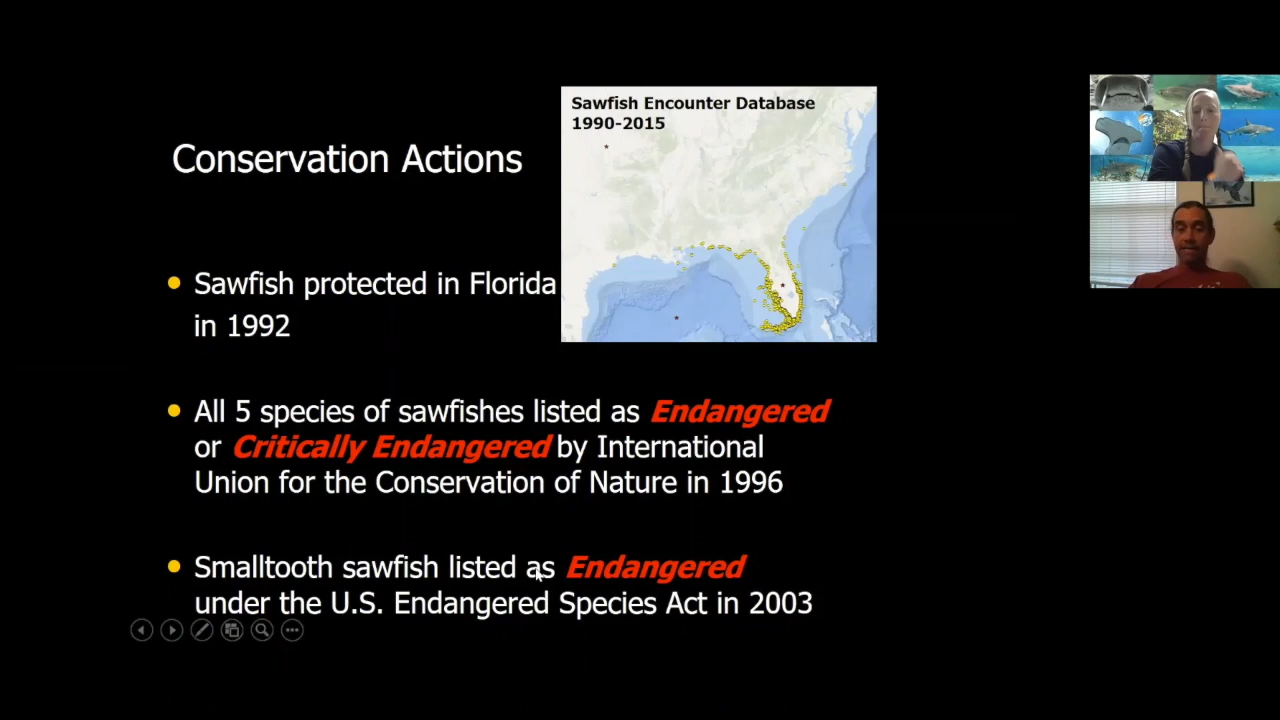 Sawfish Encounter Database
1990-2015
Conservation Actions
Sawfish protected in Florida
in 1992
All 5 species of sawfishes listed as Endangered
or Critically Endangered by International
Union for the Conservation of Nature in 1996
Smalltooth sawfish listed as Endangered
under the U.S. Endangered Species Act in 2003